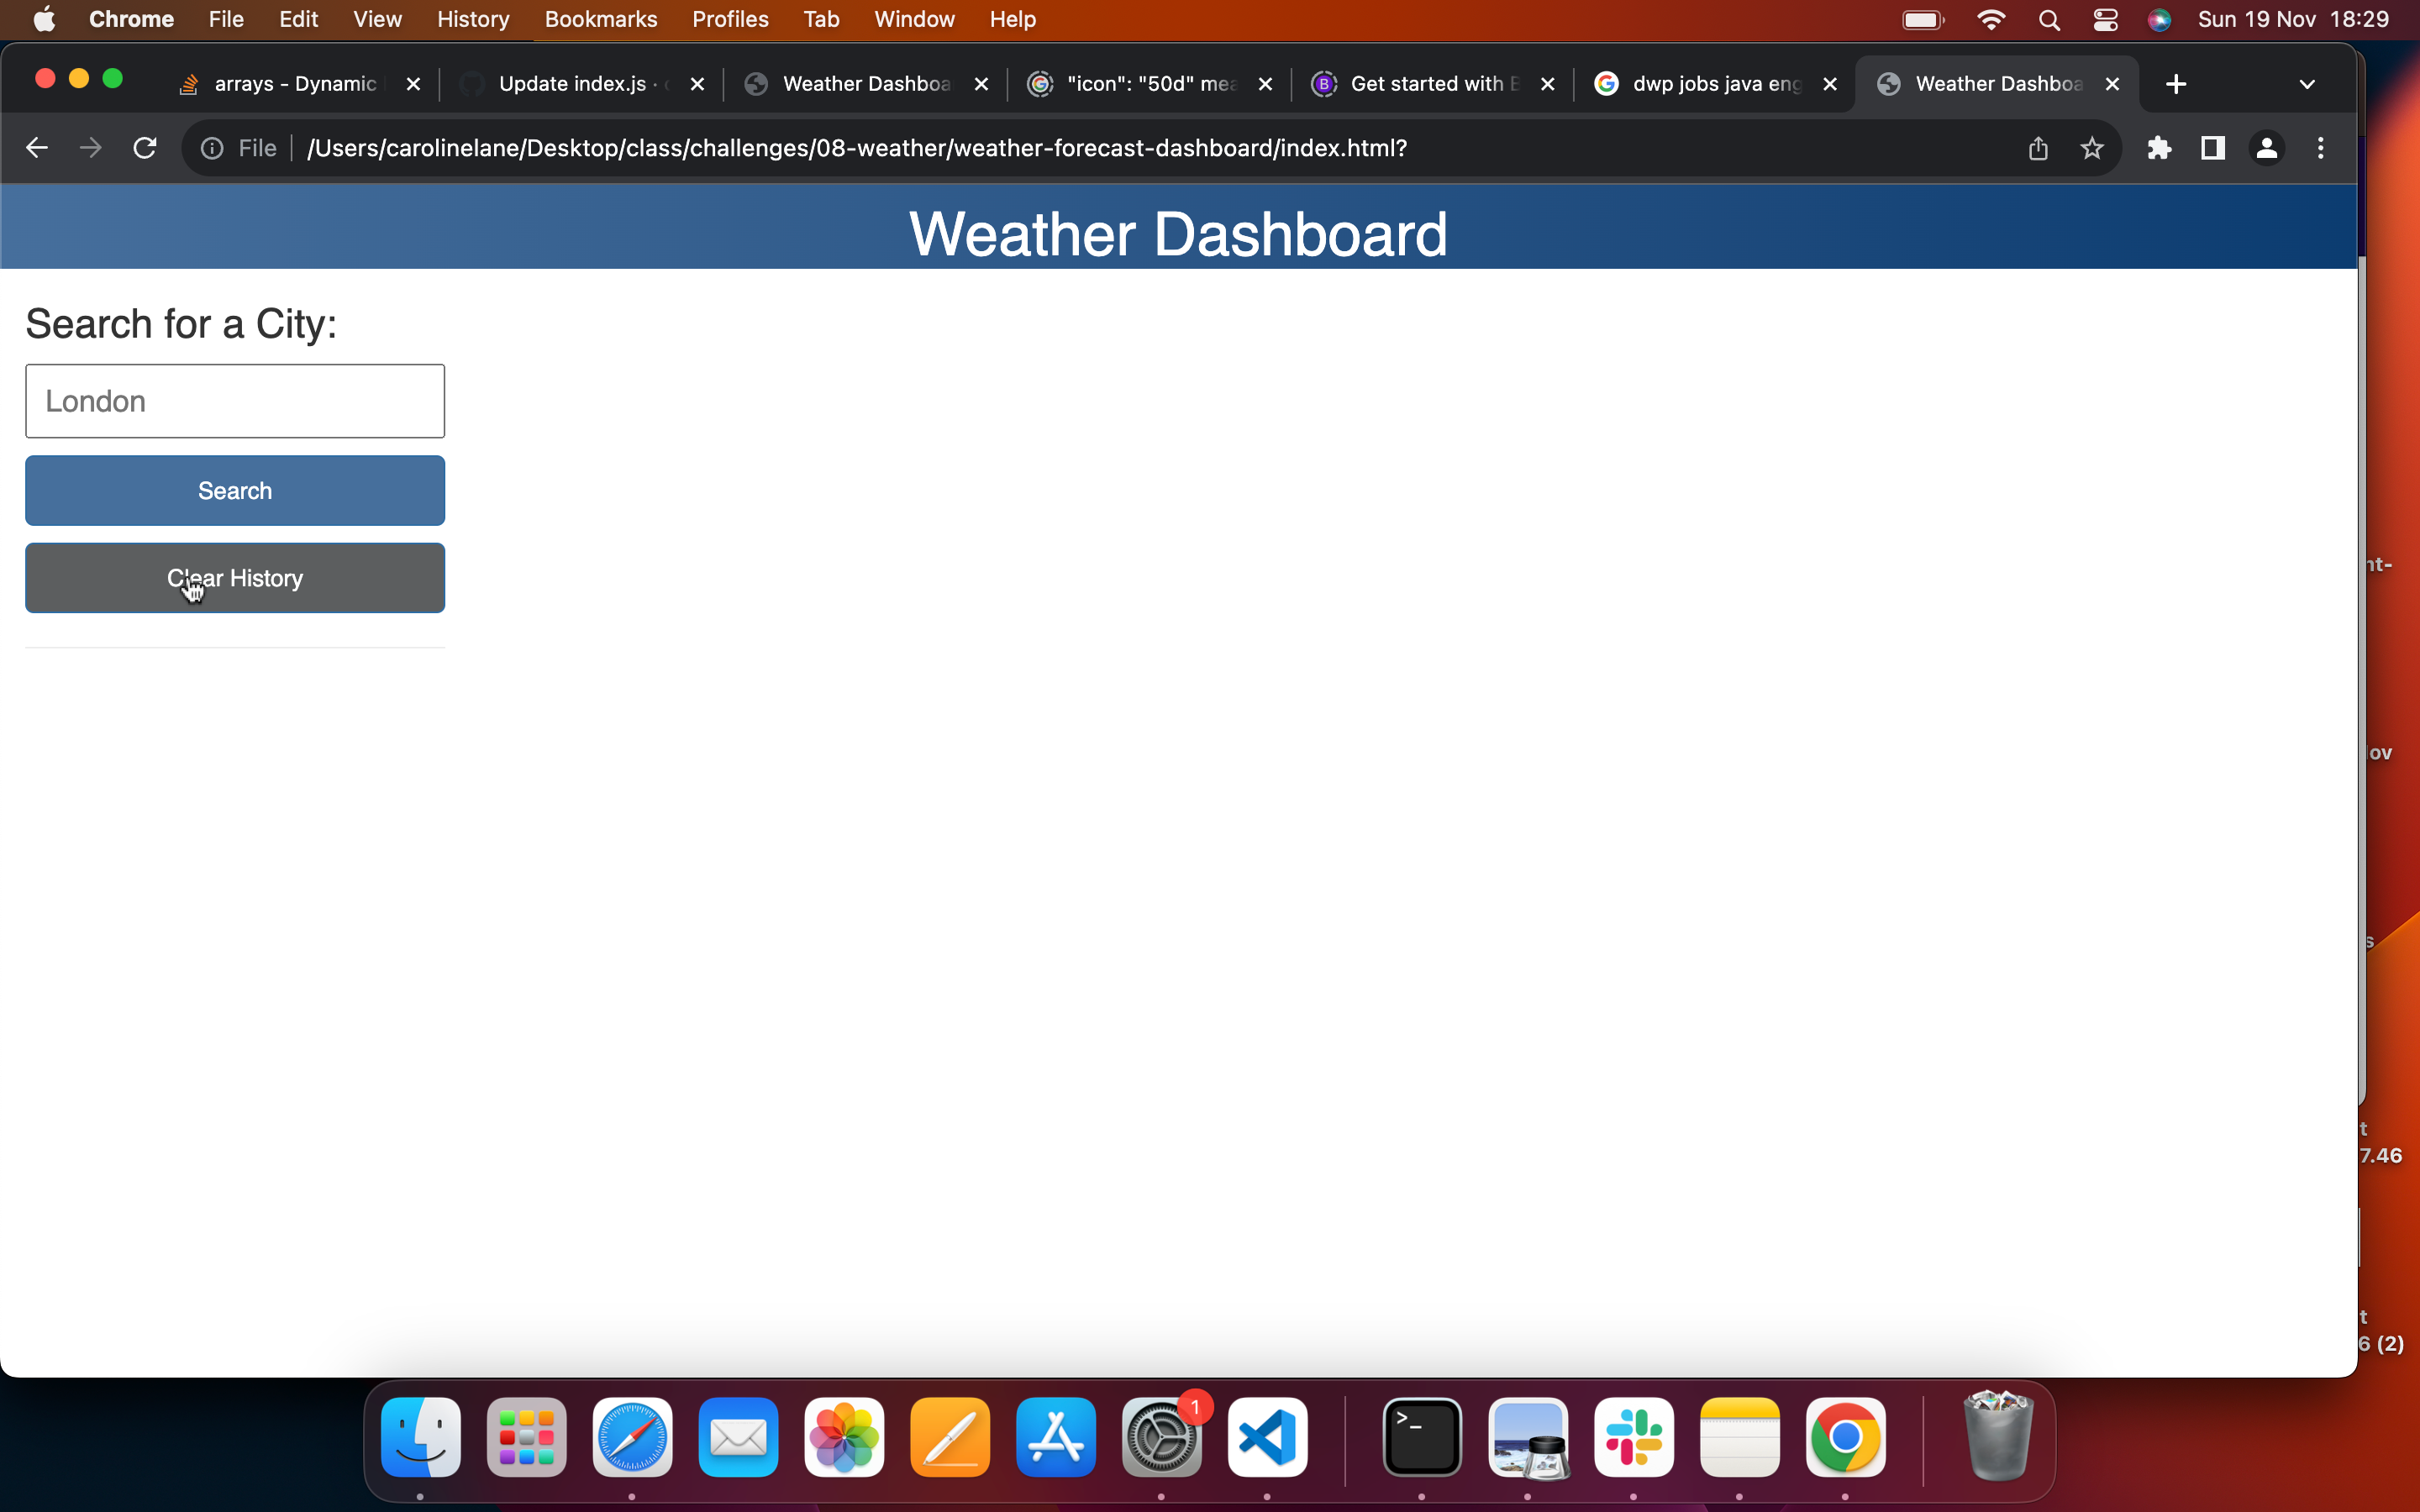 Chrome File Edit View History Bookmarks Profiles Tab Window Help Sun 19 Nov 18:29
arrays - Dynamic Update index.js · Weather Dashboa "icon": "50d" mea Get started with dwp jobs java eng Weather Dashboa
File /Users/carolinelane/Desktop/class/challenges/08-weather/weather-forecast-dashboard/index.html?
Weather Dashboard
Search for a City:
London
Search
Clear History
nt-
ov
s
t
7.46
t
6 (2)
1